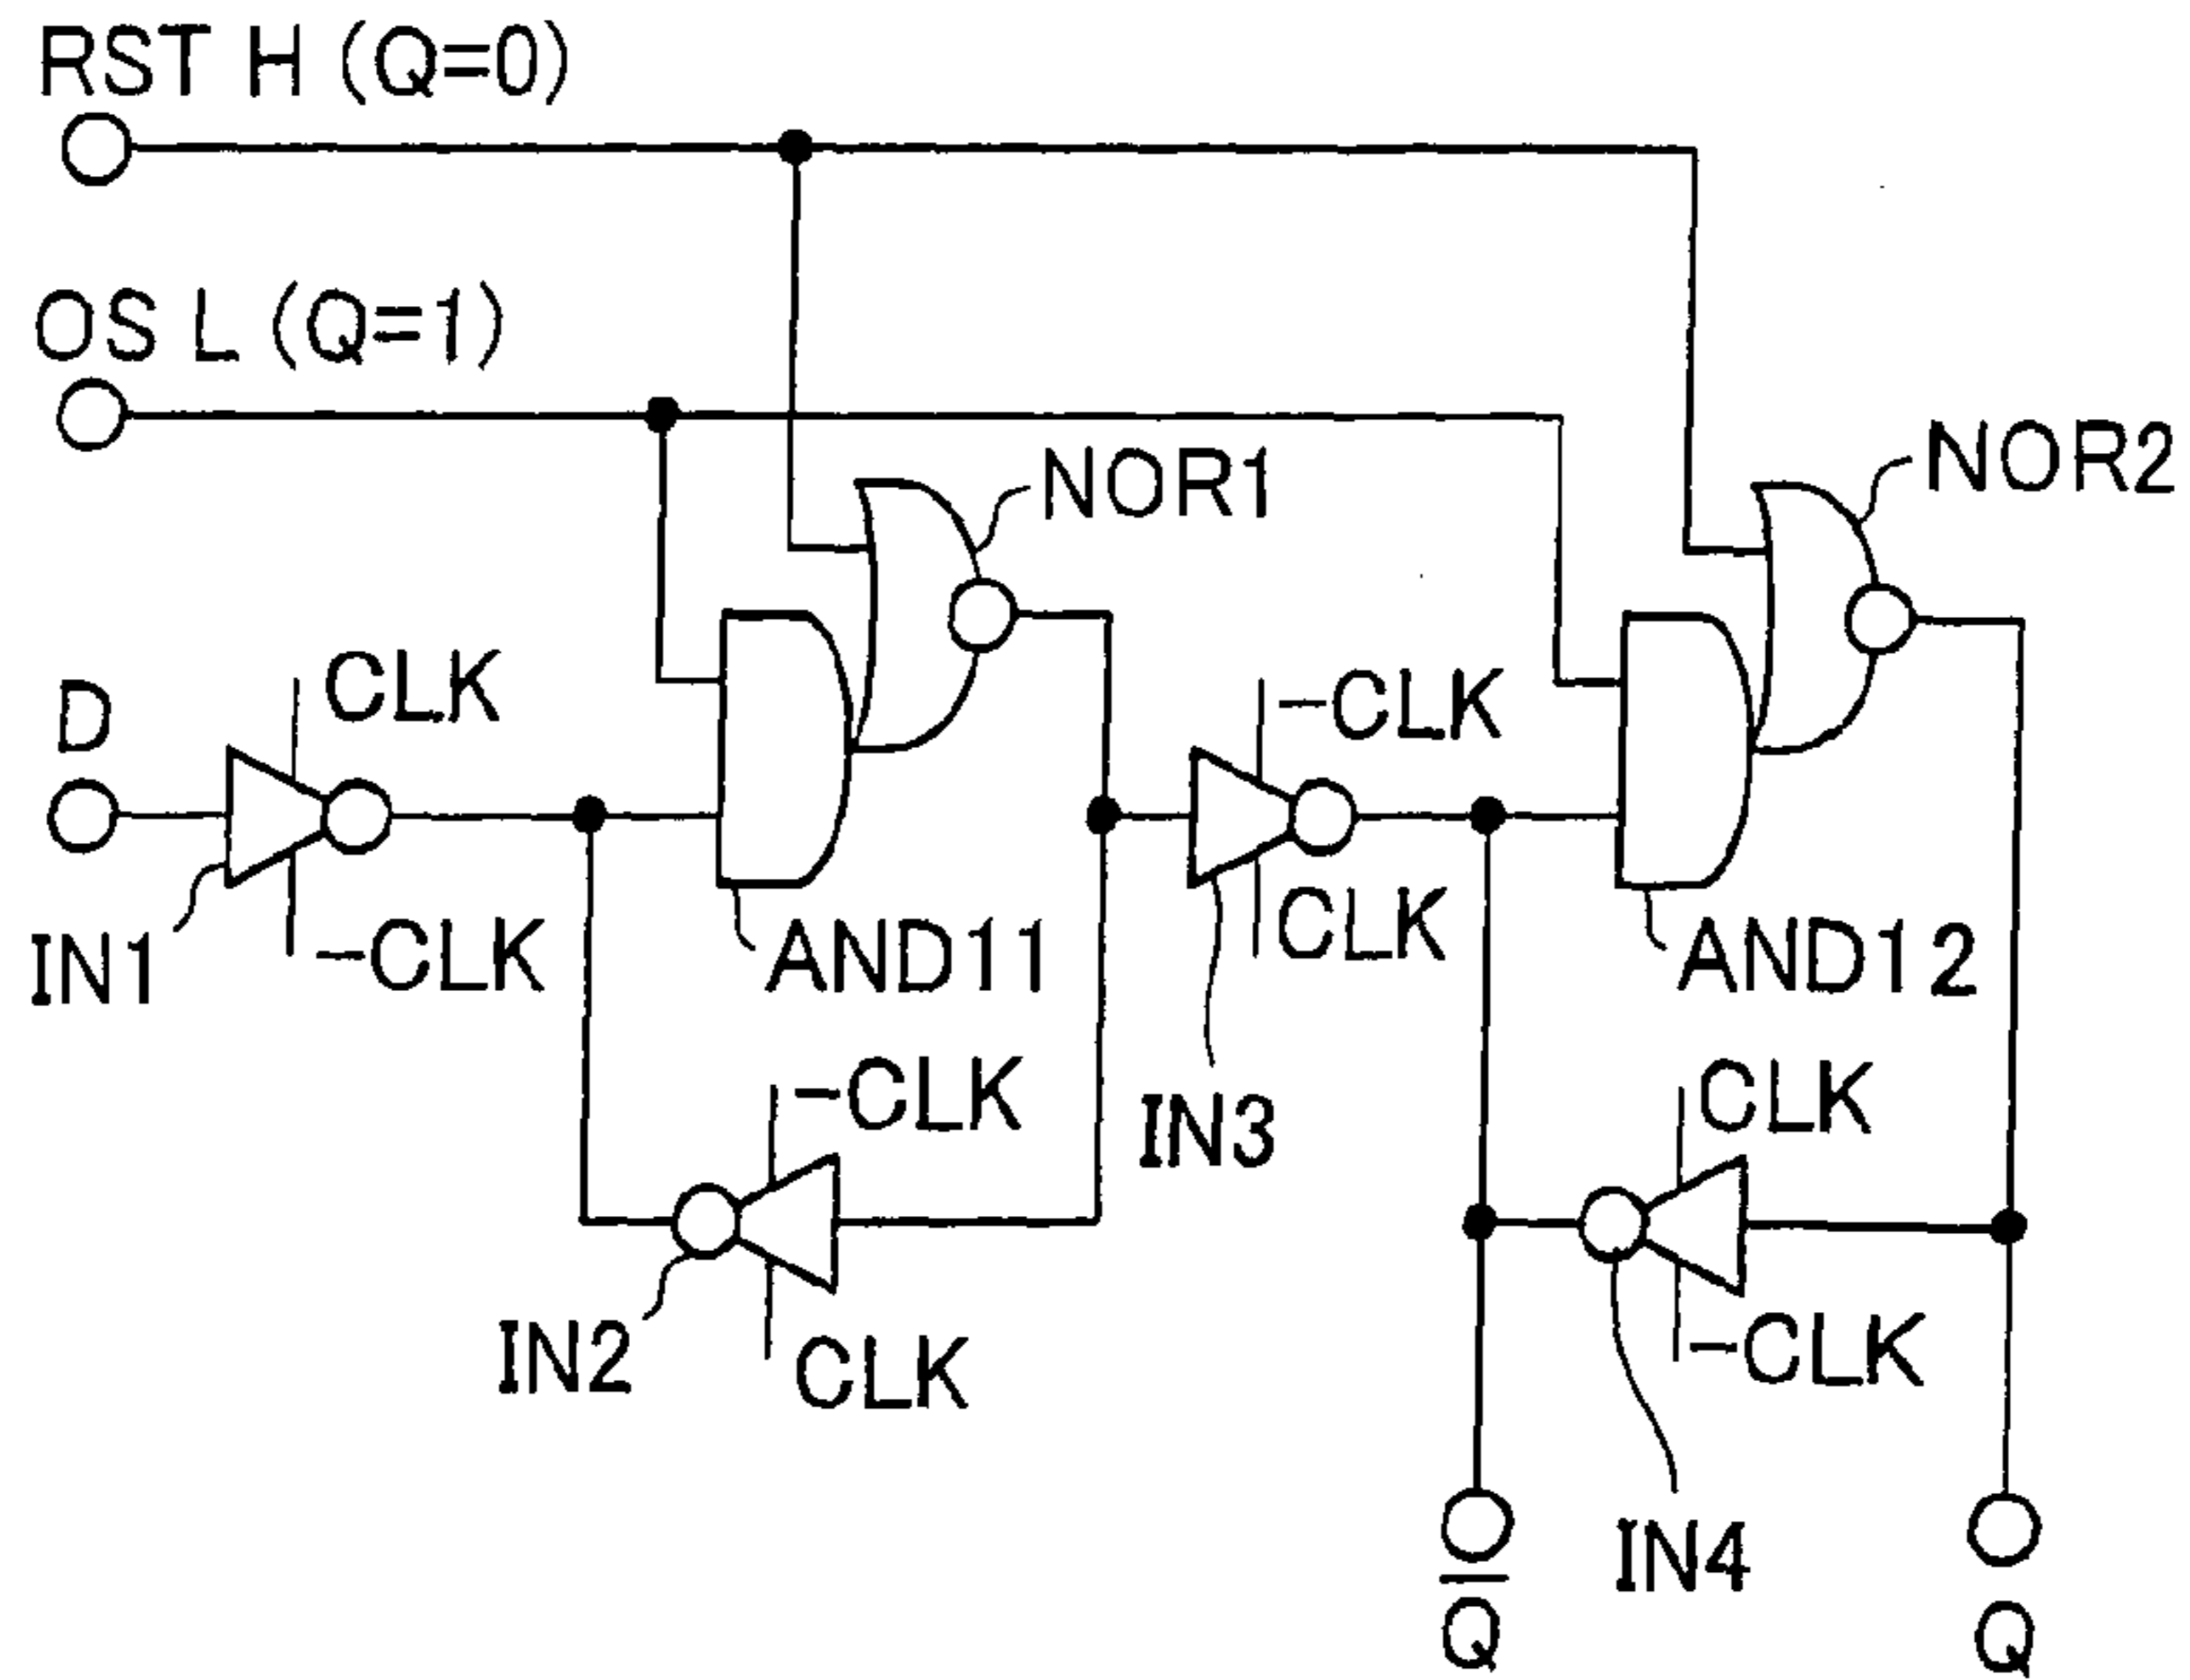 RST H (Q=0)
OS L (Q=1)
NOR1
NOR2
D
CLK
-CLK
IN1
-CLK
CLK
AND11
AND12
-CLK
CLK
IN2
IN3
CLK
-CLK
IN4
Q̅
Q